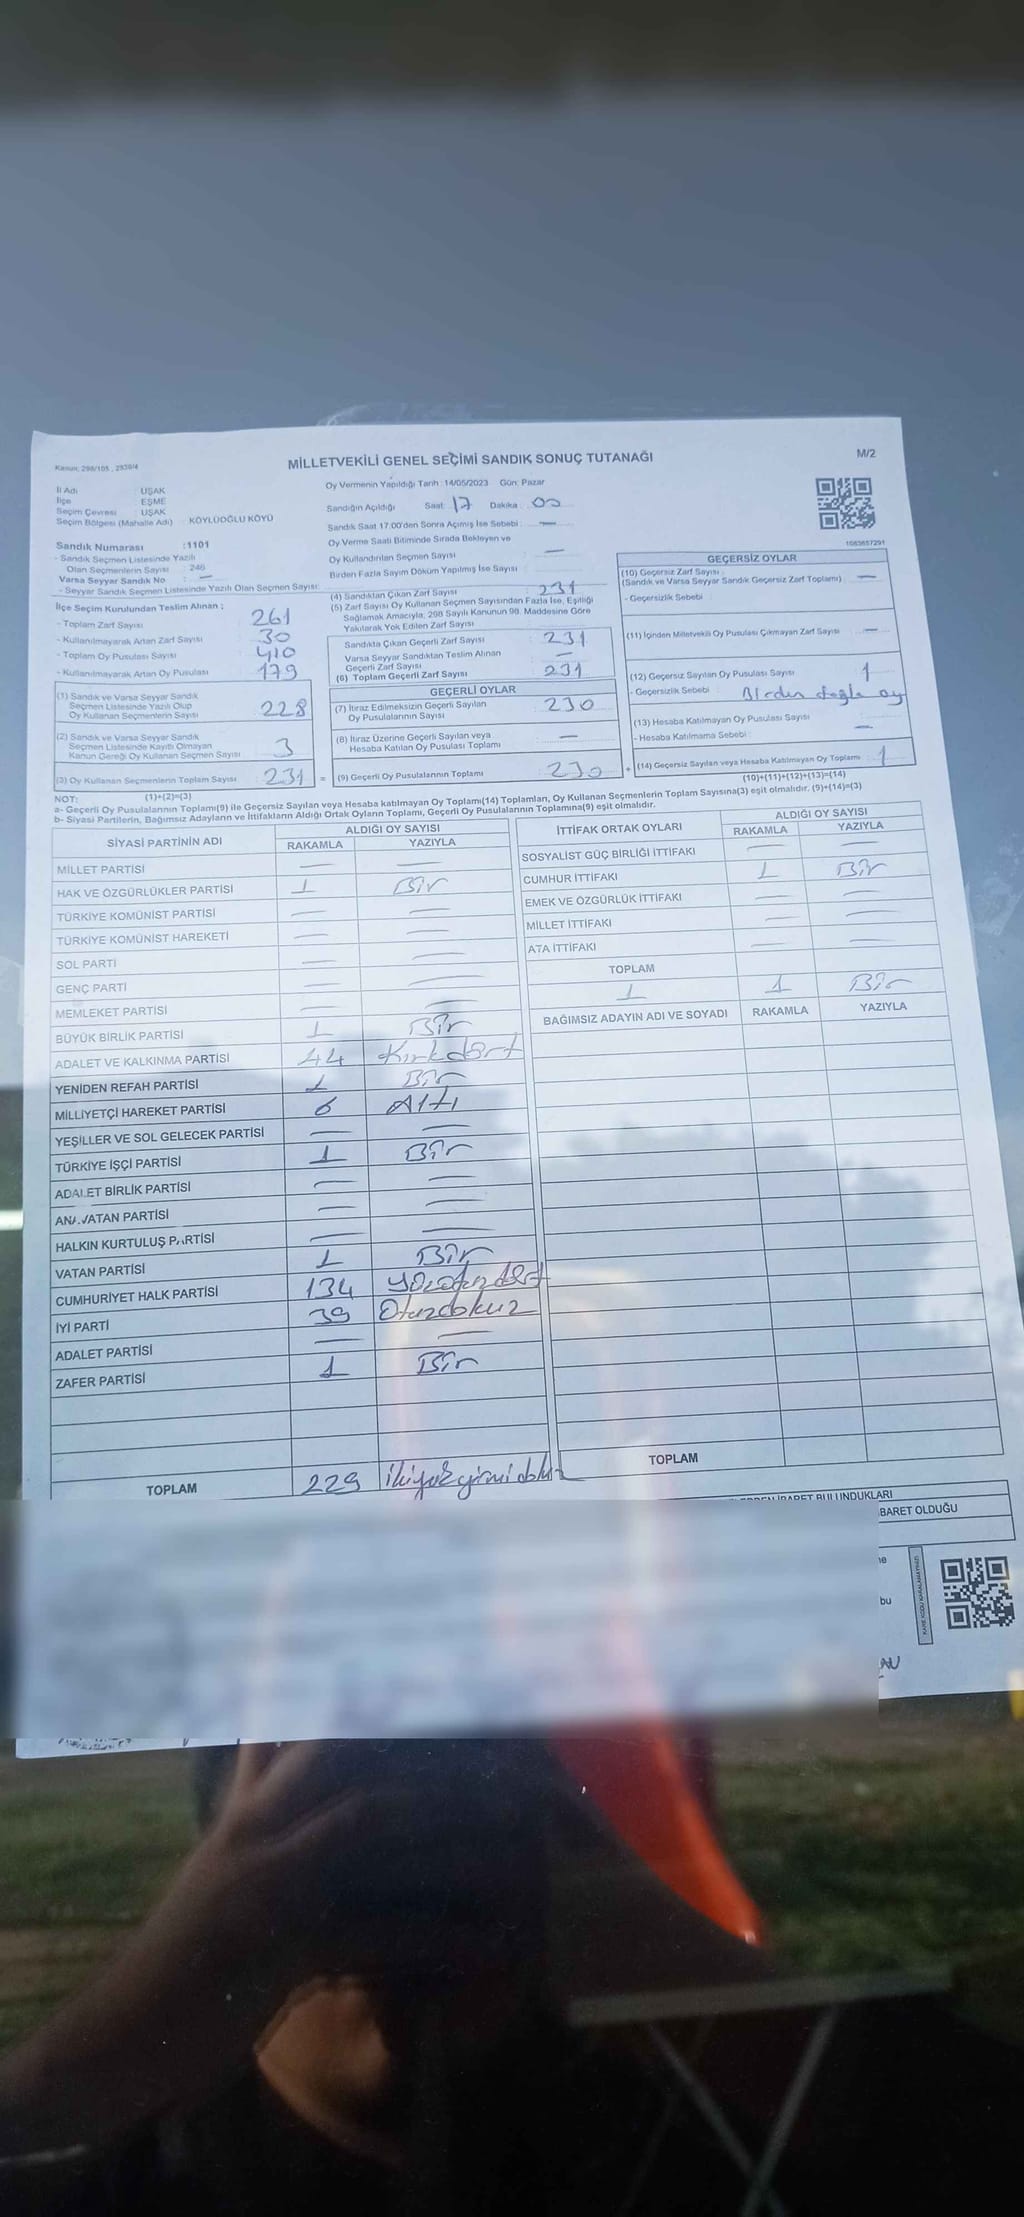 Kanun, 298/105, 2839/4
MİLLETVEKİLİ GENEL SEÇİMİ SANDIK SONUÇ TUTANAĞI
M/2
İl Adı : UŞAK
İlçe : EŞME
Seçim Çevresi : UŞAK
Seçim Bölgesi (Mahalle Adı) : KÖYLÜOĞLU KÖYÜ
Sandık Numarası : 1101
- Sandık Seçmen Listesinde Yazılı
Olan Seçmenlerin Sayısı : 246
Varsa Seyyar Sandık No : —
- Seyyar Sandık Seçmen Listesinde Yazılı Olan Seçmen Sayısı:
İlçe Seçim Kurulundan Teslim Alınan ;
- Toplam Zarf Sayısı 261
- Kullanılmayarak Artan Zarf Sayısı 30
- Toplam Oy Pusulası Sayısı 410
- Kullanılmayarak Artan Oy Pusulası 179
(1) Sandık ve Varsa Seyyar Sandık
Seçmen Listesinde Yazılı Olup
Oy Kullanan Seçmenlerin Sayısı 228
(2) Sandık ve Varsa Seyyar Sandık
Seçmen Listesinde Kayıtlı Olmayan
Kanun Gereği Oy Kullanan Seçmen Sayısı 3
(3) Oy Kullanan Seçmenlerin Toplam Sayısı 231 =
(1)+(2)=(3)
Oy Vermenin Yapıldığı Tarih : 14/05/2023 Gün: Pazar
Sandığın Açıldığı Saat: 17 Dakika : 00
Sandık Saat 17:00'den Sonra Açımış İse Sebebi : —
Oy Verme Saati Bitiminde Sırada Bekleyen ve
Oy Kullandırılan Seçmen Sayısı —
Birden Fazla Sayım Döküm Yapılmış İse Sayısı :
(4) Sandıktan Çıkan Zarf Sayısı 231
(5) Zarf Sayısı Oy Kullanan Seçmen Sayısından Fazla İse, Eşitliği
Sağlamak Amacıyla, 298 Sayılı Kanunun 98. Maddesine Göre
Yakılarak Yok Edilen Zarf Sayısı
Sandıkta Çıkan Geçerli Zarf Sayısı 231
Varsa Seyyar Sandıktan Teslim Alınan
Geçerli Zarf Sayısı —
(6) Toplam Geçerli Zarf Sayısı 231
GEÇERLİ OYLAR
(7) İtiraz Edilmeksizin Geçerli Sayılan
Oy Pusulalarının Sayısı 230
(8) İtiraz Üzerine Geçerli Sayılan veya
Hesaba Katılan Oy Pusulası Toplamı —
(9) Geçerli Oy Pusulalarının Toplamı 230 +
1083657291
GEÇERSİZ OYLAR
(10) Geçersiz Zarf Sayısı :
(Sandık ve Varsa Seyyar Sandık Geçersiz Zarf Toplamı) —
- Geçersizlik Sebebi :
(11) İçinden Milletvekili Oy Pusulası Çıkmayan Zarf Sayısı —
(12) Geçersiz Sayılan Oy Pusulası Sayısı 1
- Geçersizlik Sebebi : Birden fazla oy
(13) Hesaba Katılmayan Oy Pusulası Sayısı —
- Hesaba Katılmama Sebebi :
(14) Geçersiz Sayılan veya Hesaba Katılmayan Oy Toplamı 1
(10)+(11)+(12)+(13)=(14)
NOT:
a- Geçerli Oy Pusulalarının Toplamı(9) ile Geçersiz Sayılan veya Hesaba katılmayan Oy Toplamı(14) Toplamları, Oy Kullanan Seçmenlerin Toplam Sayısına(3) eşit olmalıdır. (9)+(14)=(3)
b- Siyasi Partilerin, Bağımsız Adayların ve İttifakların Aldığı Ortak Oyların Toplamı, Geçerli Oy Pusulalarının Toplamına(9) eşit olmalıdır.
SİYASİ PARTİNİN ADI ALDIĞI OY SAYISI
RAKAMLA YAZIYLA
MİLLET PARTİSİ — —
HAK VE ÖZGÜRLÜKLER PARTİSİ 1 Bir
TÜRKİYE KOMÜNİST PARTİSİ — —
TÜRKİYE KOMÜNİST HAREKETİ — —
SOL PARTİ — —
GENÇ PARTİ — —
MEMLEKET PARTİSİ — —
BÜYÜK BİRLİK PARTİSİ 1 Bir
ADALET VE KALKINMA PARTİSİ 44 Kırkdört
YENİDEN REFAH PARTİSİ 1 Bir
MİLLİYETÇİ HAREKET PARTİSİ 6 Altı
YEŞİLLER VE SOL GELECEK PARTİSİ — —
TÜRKİYE İŞÇİ PARTİSİ 1 Bir
ADALET BİRLİK PARTİSİ — —
ANAVATAN PARTİSİ — —
HALKIN KURTULUŞ PARTİSİ — —
VATAN PARTİSİ 1 Bir
CUMHURİYET HALK PARTİSİ 134 Yüzotuzdört
İYİ PARTİ 39 Otuzdokuz
ADALET PARTİSİ — —
ZAFER PARTİSİ 1 Bir
TOPLAM 229 ikiyüzyirmidokuz
İTTİFAK ORTAK OYLARI ALDIĞI OY SAYISI
RAKAMLA YAZIYLA
SOSYALİST GÜÇ BİRLİĞİ İTTİFAKI — —
CUMHUR İTTİFAKI 1 Bir
EMEK VE ÖZGÜRLÜK İTTİFAKI — —
MİLLET İTTİFAKI — —
ATA İTTİFAKI — —
TOPLAM
1 1 Bir
BAĞIMSIZ ADAYIN ADI VE SOYADI RAKAMLA YAZIYLA
TOPLAM
İBARET BULUNDUKLARI
BARET OLDUĞU
ne
bu